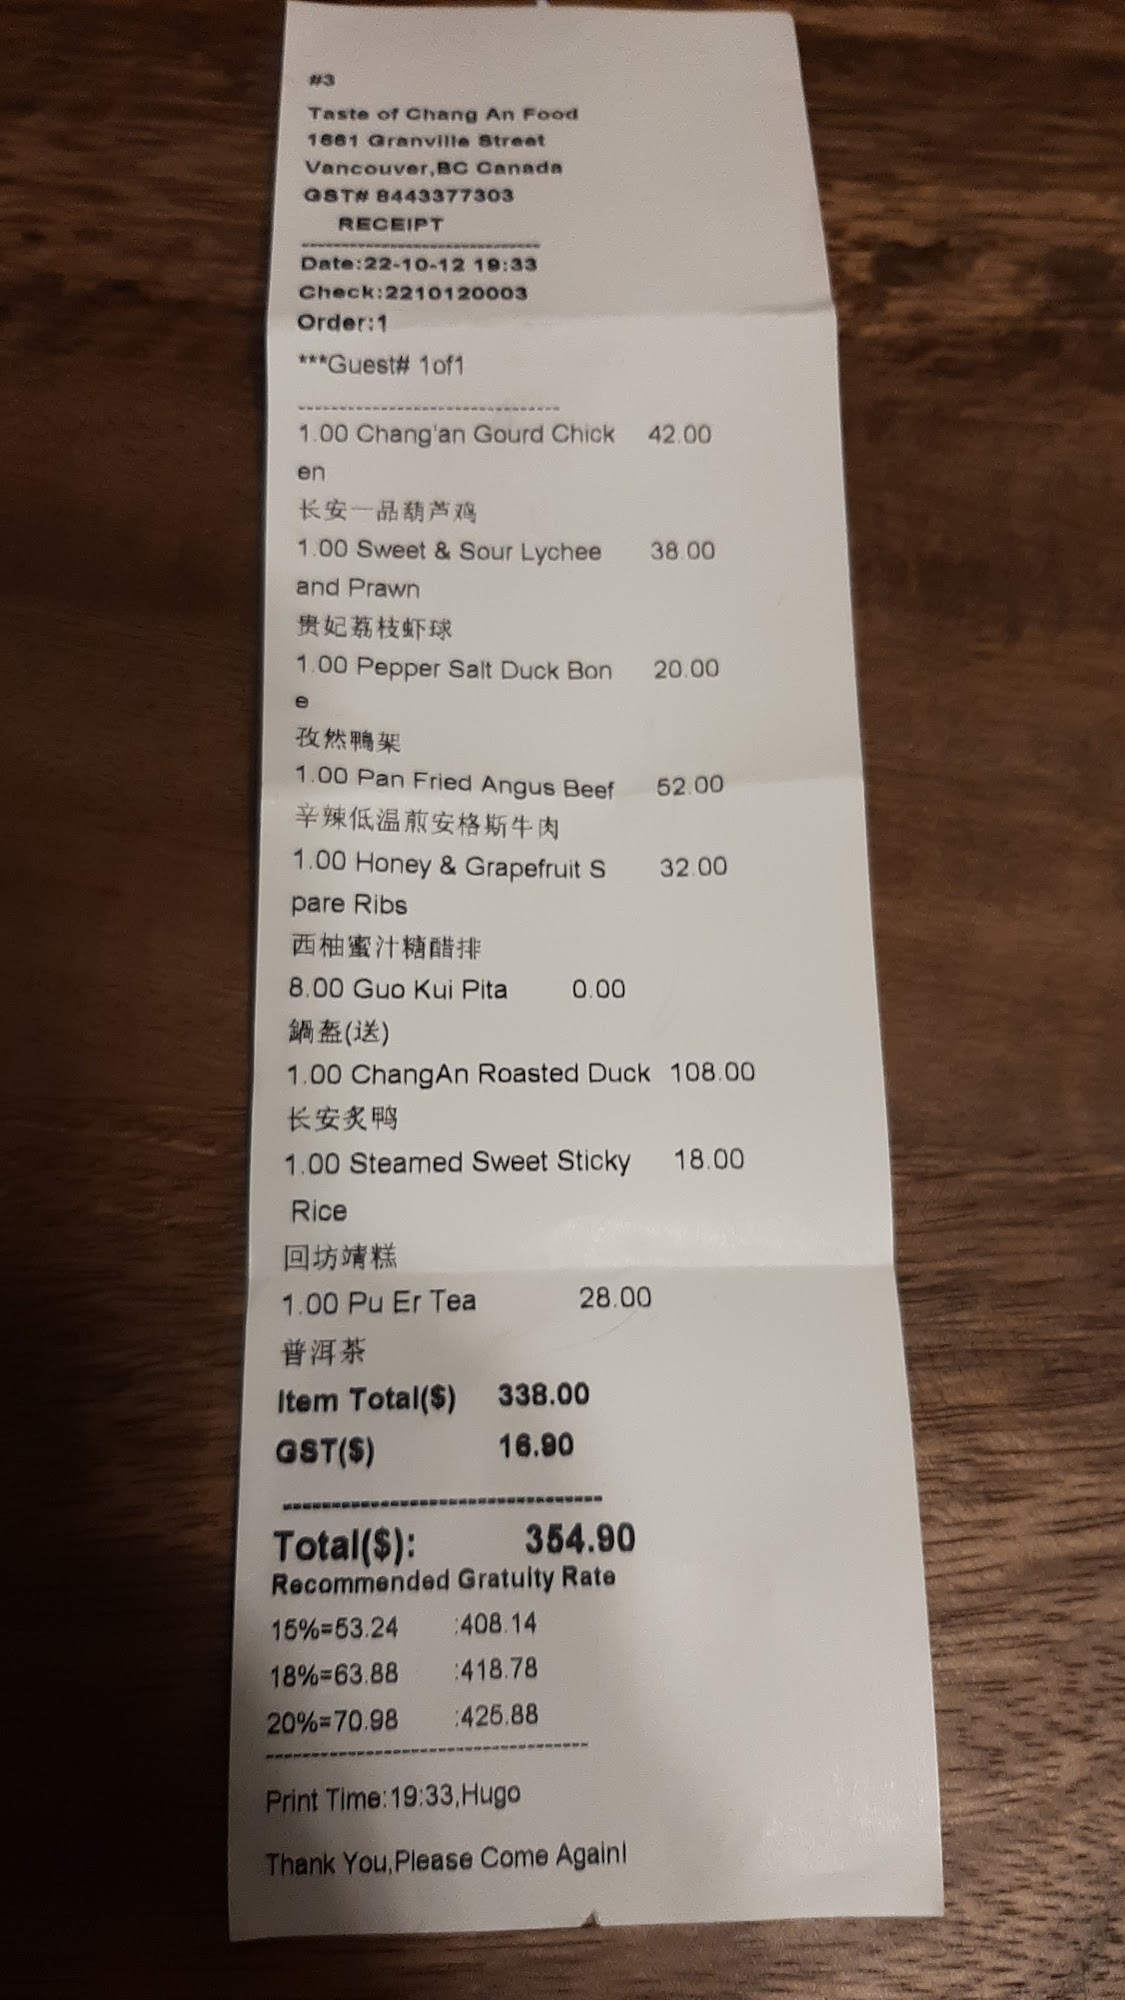 #3
Taste of Chang An Food
1661 Granville Street
Vancouver,BC Canada
GST# 8443377303
RECEIPT
--------------------------------
Date:22-10-12 19:33
Check:2210120003
Order:1
***Guest# 1of1
--------------------------------
1.00 Chang'an Gourd Chick 42.00
en
长安一品葫芦鸡
1.00 Sweet & Sour Lychee 38.00
and Prawn
贵妃荔枝虾球
1.00 Pepper Salt Duck Bon 20.00
e
孜然鴨架
1.00 Pan Fried Angus Beef 52.00
辛辣低温煎安格斯牛肉
1.00 Honey & Grapefruit S 32.00
pare Ribs
西柚蜜汁糖醋排
8.00 Guo Kui Pita 0.00
鍋盔(送)
1.00 ChangAn Roasted Duck 108.00
长安炙鸭
1.00 Steamed Sweet Sticky 18.00
Rice
回坊靖糕
1.00 Pu Er Tea 28.00
普洱茶
Item Total($) 338.00
GST($) 16.90
--------------------------------
Total($): 354.90
Recommended Gratuity Rate
15%=53.24 :408.14
18%=63.88 :418.78
20%=70.98 :425.88
--------------------------------
Print Time:19:33,Hugo
Thank You,Please Come Again!